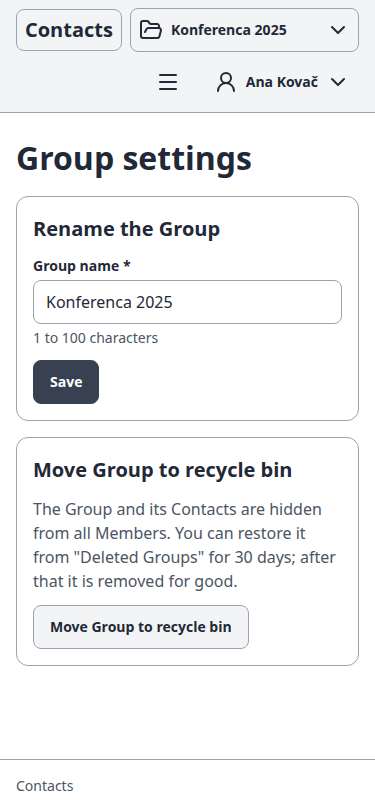 Contacts
Konferenca 2025
Ana Kovač
Group settings
Rename the Group
Group name *
Konferenca 2025
1 to 100 characters
Save
Move Group to recycle bin
The Group and its Contacts are hidden
from all Members. You can restore it
from "Deleted Groups" for 30 days; after
that it is removed for good.
Move Group to recycle bin
Contacts